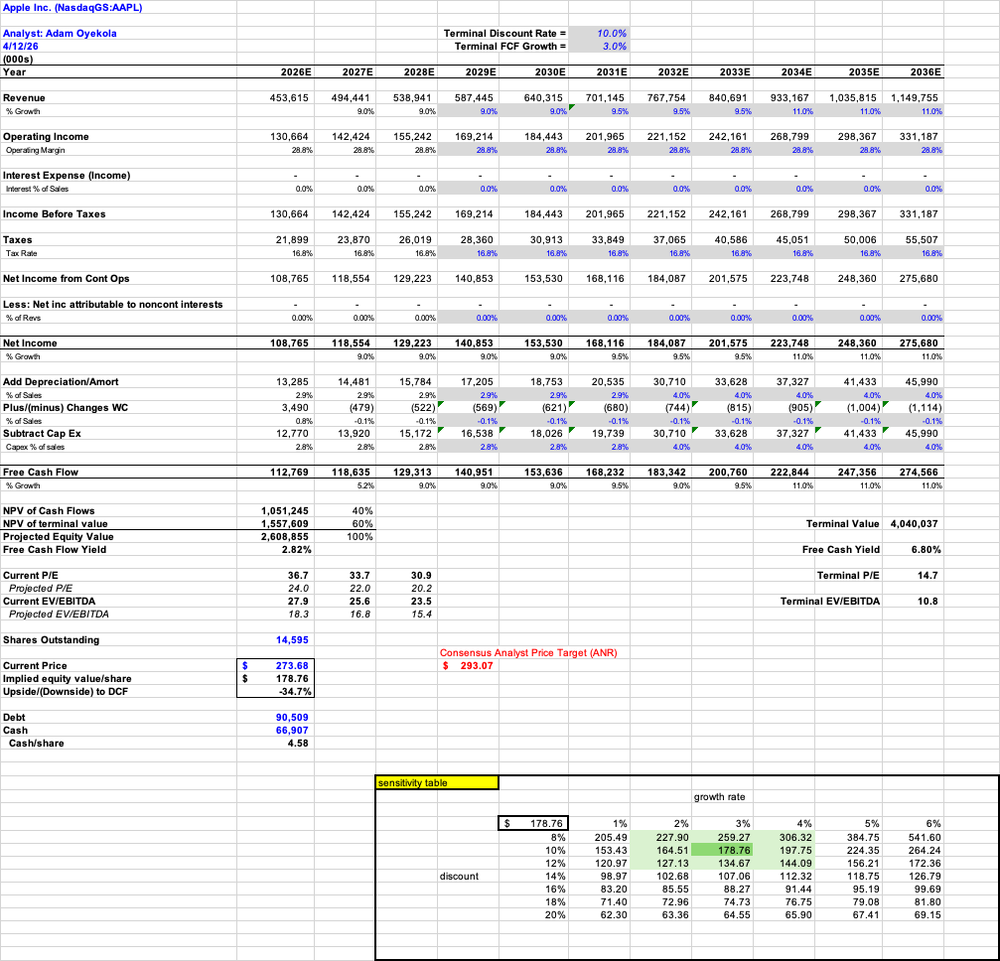 Apple Inc. (NasdaqGS:AAPL)
Analyst: Adam Oyekola Terminal Discount Rate = 10.0%
4/12/26 Terminal FCF Growth = 3.0%
(000s)
Year 2026E 2027E 2028E 2029E 2030E 2031E 2032E 2033E 2034E 2035E 2036E
Revenue 453,615 494,441 538,941 587,445 640,315 701,145 767,754 840,691 933,167 1,035,815 1,149,755
% Growth 9.0% 9.0% 9.0% 9.0% 9.5% 9.5% 9.5% 11.0% 11.0% 11.0%
Operating Income 130,664 142,424 155,242 169,214 184,443 201,965 221,152 242,161 268,799 298,367 331,187
Operating Margin 28.8% 28.8% 28.8% 28.8% 28.8% 28.8% 28.8% 28.8% 28.8% 28.8% 28.8%
Interest Expense (Income) - - - - - - - - - - -
Interest % of Sales 0.0% 0.0% 0.0% 0.0% 0.0% 0.0% 0.0% 0.0% 0.0% 0.0% 0.0%
Income Before Taxes 130,664 142,424 155,242 169,214 184,443 201,965 221,152 242,161 268,799 298,367 331,187
Taxes 21,899 23,870 26,019 28,360 30,913 33,849 37,065 40,586 45,051 50,006 55,507
Tax Rate 16.8% 16.8% 16.8% 16.8% 16.8% 16.8% 16.8% 16.8% 16.8% 16.8% 16.8%
Net Income from Cont Ops 108,765 118,554 129,223 140,853 153,530 168,116 184,087 201,575 223,748 248,360 275,680
Less: Net inc attributable to noncont interests - - - - - - - - - - -
% of Revs 0.00% 0.00% 0.00% 0.00% 0.00% 0.00% 0.00% 0.00% 0.00% 0.00% 0.00%
Net Income 108,765 118,554 129,223 140,853 153,530 168,116 184,087 201,575 223,748 248,360 275,680
% Growth 9.0% 9.0% 9.0% 9.0% 9.5% 9.5% 9.5% 11.0% 11.0% 11.0%
Add Depreciation/Amort 13,285 14,481 15,784 17,205 18,753 20,535 30,710 33,628 37,327 41,433 45,990
% of Sales 2.9% 2.9% 2.9% 2.9% 2.9% 2.9% 4.0% 4.0% 4.0% 4.0% 4.0%
Plus/(minus) Changes WC 3,490 (479) (522) (569) (621) (680) (744) (815) (905) (1,004) (1,114)
% of Sales 0.8% -0.1% -0.1% -0.1% -0.1% -0.1% -0.1% -0.1% -0.1% -0.1% -0.1%
Subtract Cap Ex 12,770 13,920 15,172 16,538 18,026 19,739 30,710 33,628 37,327 41,433 45,990
Capex % of sales 2.8% 2.8% 2.8% 2.8% 2.8% 2.8% 4.0% 4.0% 4.0% 4.0% 4.0%
Free Cash Flow 112,769 118,635 129,313 140,951 153,636 168,232 183,342 200,760 222,844 247,356 274,566
% Growth 5.2% 9.0% 9.0% 9.0% 9.5% 9.0% 9.5% 11.0% 11.0% 11.0%
NPV of Cash Flows 1,051,245 40%
NPV of terminal value 1,557,609 60% Terminal Value 4,040,037
Projected Equity Value 2,608,855 100%
Free Cash Flow Yield 2.82% Free Cash Yield 6.80%
Current P/E 36.7 33.7 30.9 Terminal P/E 14.7
Projected P/E 24.0 22.0 20.2
Current EV/EBITDA 27.9 25.6 23.5 Terminal EV/EBITDA 10.8
Projected EV/EBITDA 18.3 16.8 15.4
Shares Outstanding 14,595
Consensus Analyst Price Target (ANR)
Current Price $ 273.68 $ 293.07
Implied equity value/share $ 178.76
Upside/(Downside) to DCF -34.7%
Debt 90,509
Cash 66,907
Cash/share 4.58
sensitivity table
growth rate
$ 178.76 1% 2% 3% 4% 5% 6%
8% 205.49 227.90 259.27 306.32 384.75 541.60
10% 153.43 164.51 178.76 197.75 224.35 264.24
12% 120.97 127.13 134.67 144.09 156.21 172.36
discount 14% 98.97 102.68 107.06 112.32 118.75 126.79
16% 83.20 85.55 88.27 91.44 95.19 99.69
18% 71.40 72.96 74.73 76.75 79.08 81.80
20% 62.30 63.36 64.55 65.90 67.41 69.15